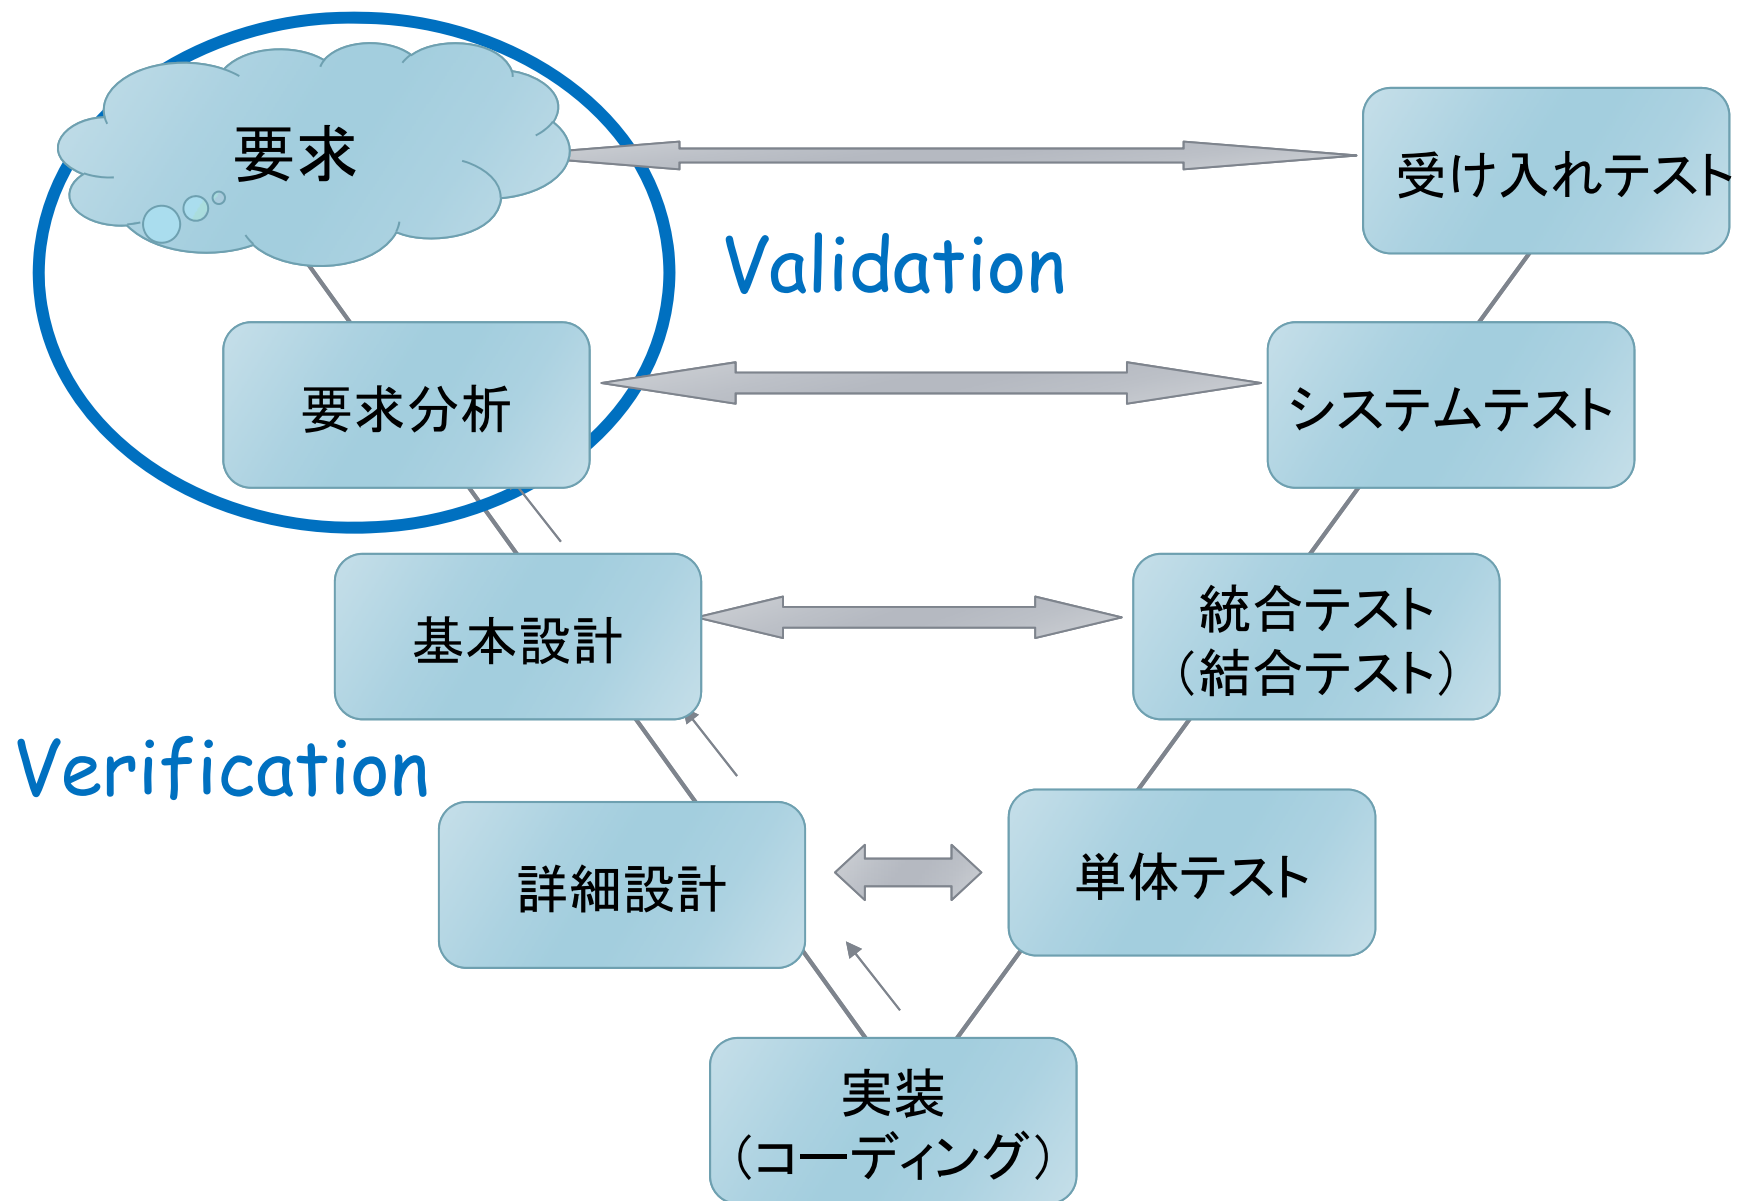 要求
受け入れテスト
Validation
要求分析
システムテスト
基本設計
統合テスト
（結合テスト）
Verification
詳細設計
単体テスト
実装
（コーディング）